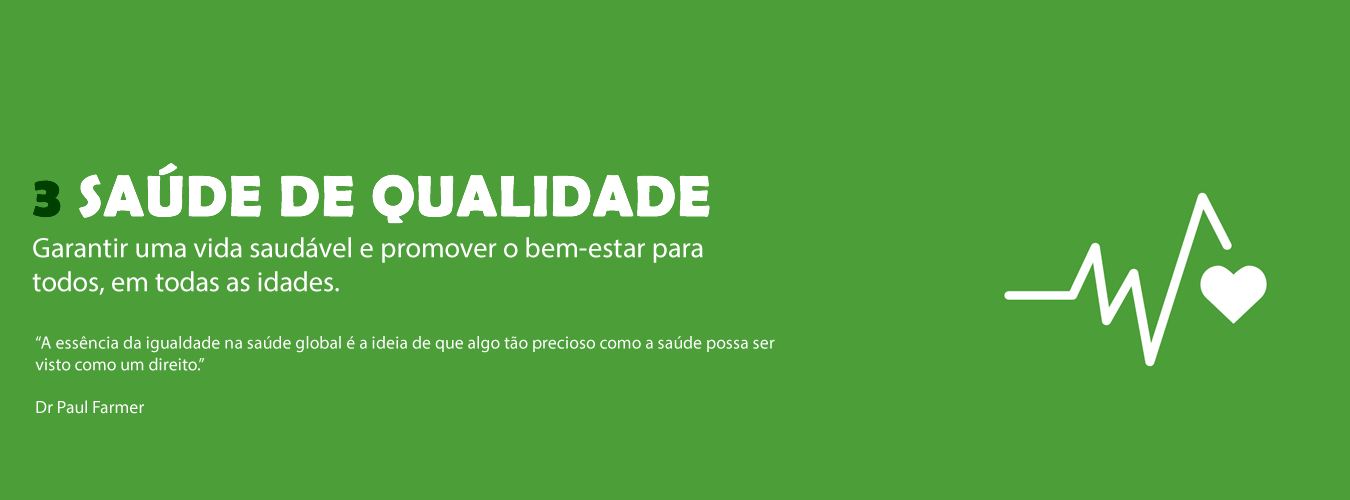 3 SAÚDE DE QUALIDADE
Garantir uma vida saudável e promover o bem-estar para
todos, em todas as idades.
“A essência da igualdade na saúde global é a ideia de que algo tão precioso como a saúde possa ser
visto como um direito.”
Dr Paul Farmer